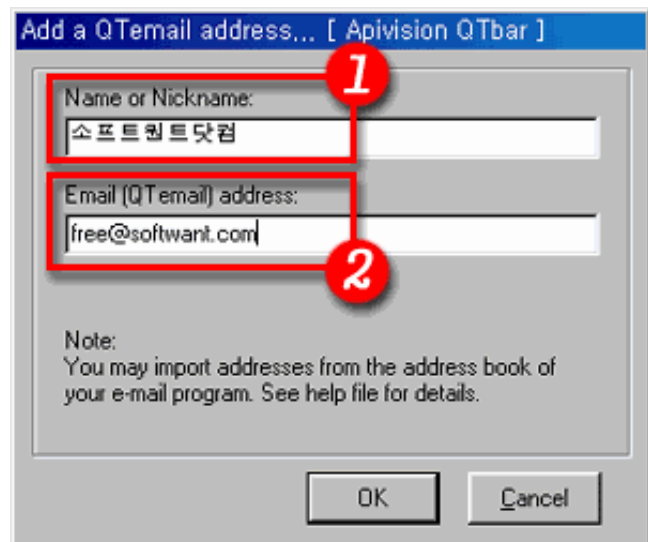 Add a QTemail address... [ Apivision QTbar ]
1
Name or Nickname:
소프트원트닷컴
Email (QTemail) address:
free@softwant.com
2
Note:
You may import addresses from the address book of
your e-mail program. See help file for details.
OK
Cancel